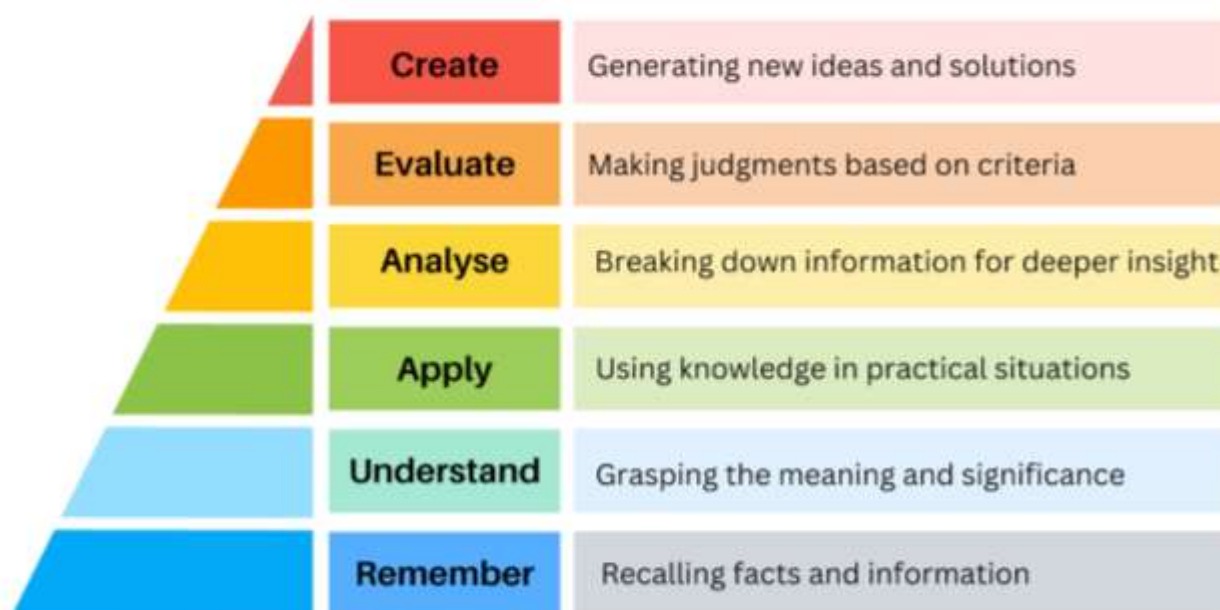 Create
Generating new ideas and solutions
Evaluate
Making judgments based on criteria
Analyse
Breaking down information for deeper insight
Apply
Using knowledge in practical situations
Understand
Grasping the meaning and significance
Remember
Recalling facts and information